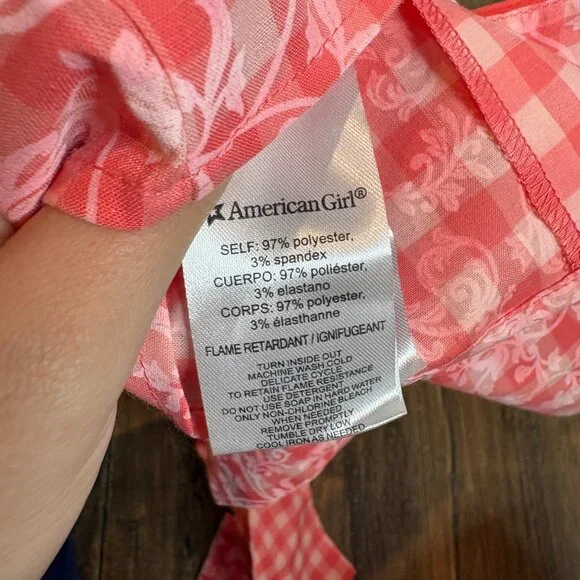 American Girl®
SELF: 97% polyester,
3% spandex
CUERPO: 97% poliéster,
3% elastano
CORPS: 97% polyester,
3% élasthanne
FLAME RETARDANT / IGNIFUGEANT
TURN INSIDE OUT
MACHINE WASH COLD
DELICATE CYCLE
TO RETAIN FLAME RESISTANCE
USE DETERGENT
DO NOT USE SOAP IN HARD WATER
ONLY NON-CHLORINE BLEACH
WHEN NEEDED
REMOVE PROMPTLY
TUMBLE DRY LOW
COOL IRON AS NEEDED